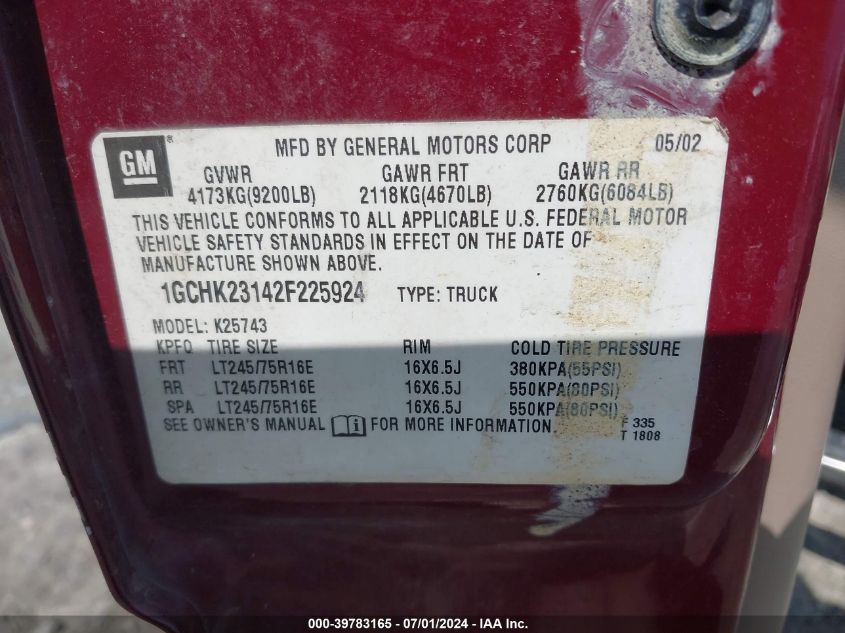 GM ® MFD BY GENERAL MOTORS CORP 05/02
GVWR GAWR FRT GAWR RR
4173KG(9200LB) 2118KG(4670LB) 2760KG(6084LB)
THIS VEHICLE CONFORMS TO ALL APPLICABLE U.S. FEDERAL MOTOR
VEHICLE SAFETY STANDARDS IN EFFECT ON THE DATE OF
MANUFACTURE SHOWN ABOVE.
1GCHK23142F225924 TYPE: TRUCK
MODEL: K25743
KPFQ TIRE SIZE RIM COLD TIRE PRESSURE
FRT LT245/75R16E 16X6.5J 380KPA(55PSI)
RR LT245/75R16E 16X6.5J 550KPA(80PSI)
SPA LT245/75R16E 16X6.5J 550KPA(80PSI)
SEE OWNER'S MANUAL i FOR MORE INFORMATION. F 335
T 1808
000-39783165 - 07/01/2024 - IAA Inc.